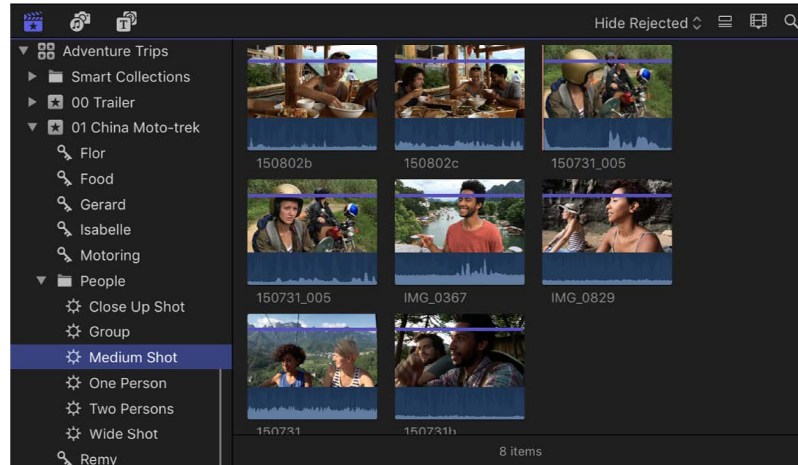 Hide Rejected
Adventure Trips
Smart Collections
00 Trailer
01 China Moto-trek
Flor
Food
Gerard
Isabelle
Motoring
People
Close Up Shot
Group
Medium Shot
One Person
Two Persons
Wide Shot
Remy
150802b
150802c
150731_005
150731_005
IMG_0367
IMG_0829
150731
150731h
8 items